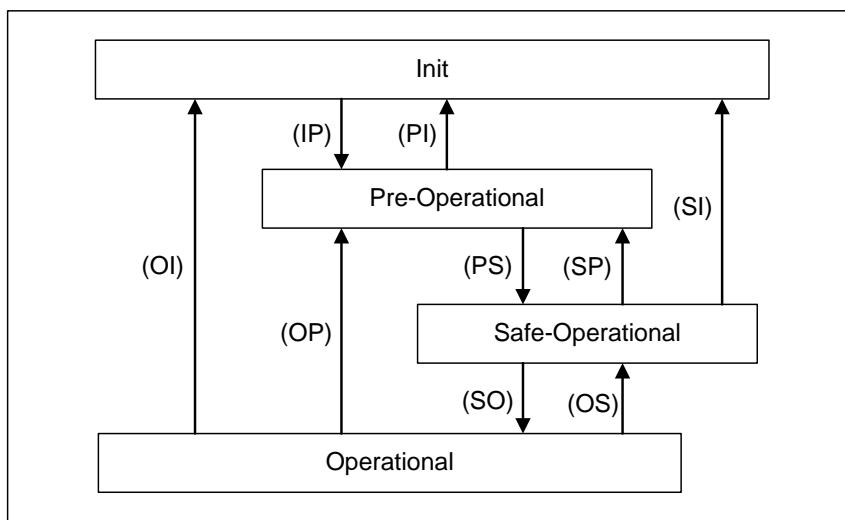 Init
(IP)
(PI)
Pre-Operational
(SI)
(OI)
(PS)
(SP)
(OP)
Safe-Operational
(SO)
(OS)
Operational